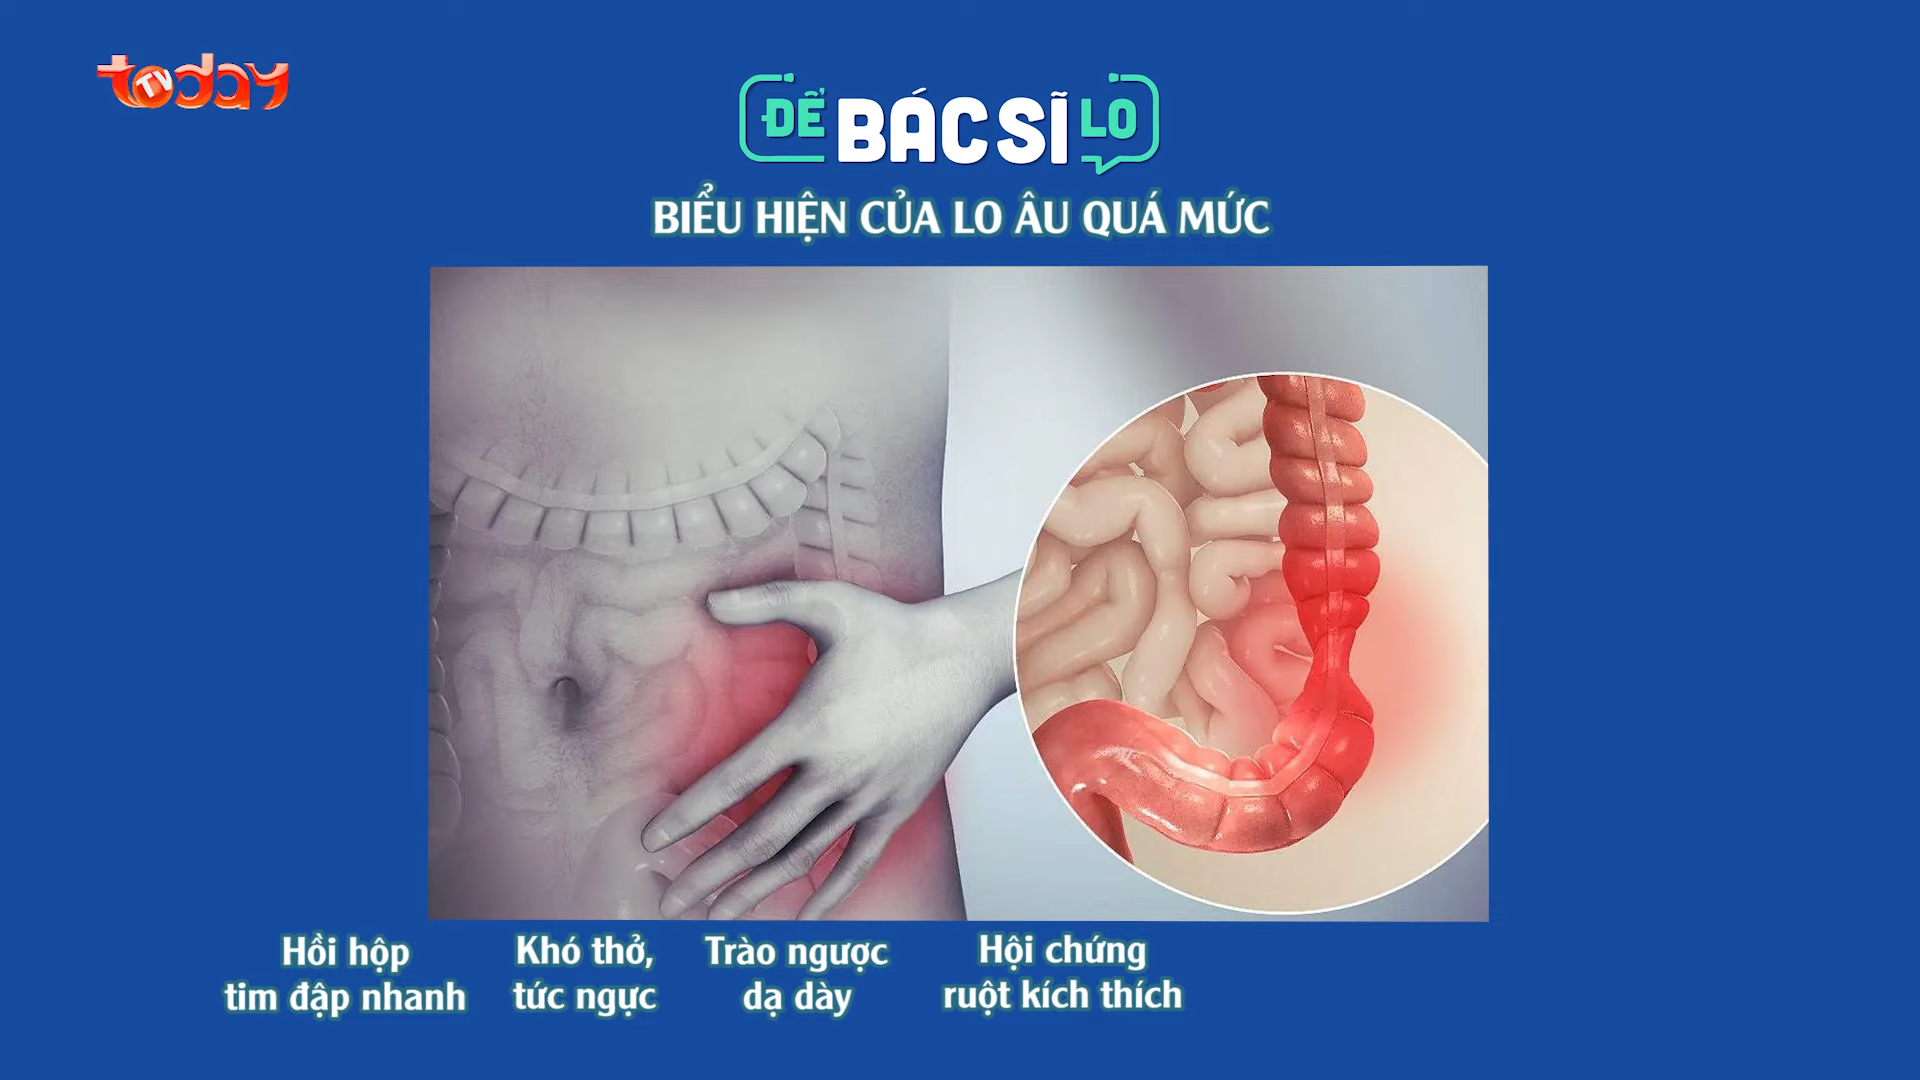 today
TV
ĐỂ BÁC SĨ LO
BIỂU HIỆN CỦA LO ÂU QUÁ MỨC
Hồi hộp
tim đập nhanh
Khó thở,
tức ngực
Trào ngược
dạ dày
Hội chứng
ruột kích thích